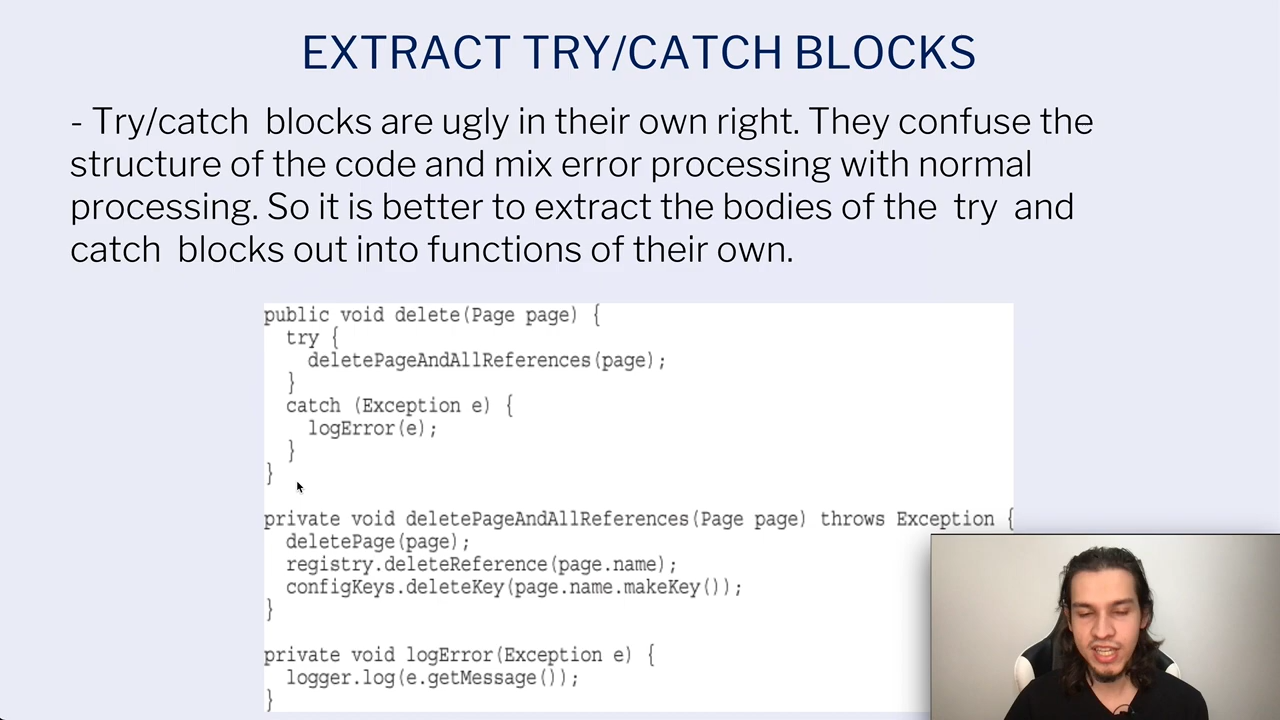 EXTRACT TRY/CATCH BLOCKS
- Try/catch blocks are ugly in their own right. They confuse the
structure of the code and mix error processing with normal
processing. So it is better to extract the bodies of the try and
catch blocks out into functions of their own.
public void delete(Page page) {
try {
deletePageAndAllReferences(page);
}
catch (Exception e) {
logError(e);
}
}
private void deletePageAndAllReferences(Page page) throws Exception {
deletePage(page);
registry.deleteReference(page.name);
configKeys.deleteKey(page.name.makeKey());
}
private void logError(Exception e) {
logger.log(e.getMessage());
}